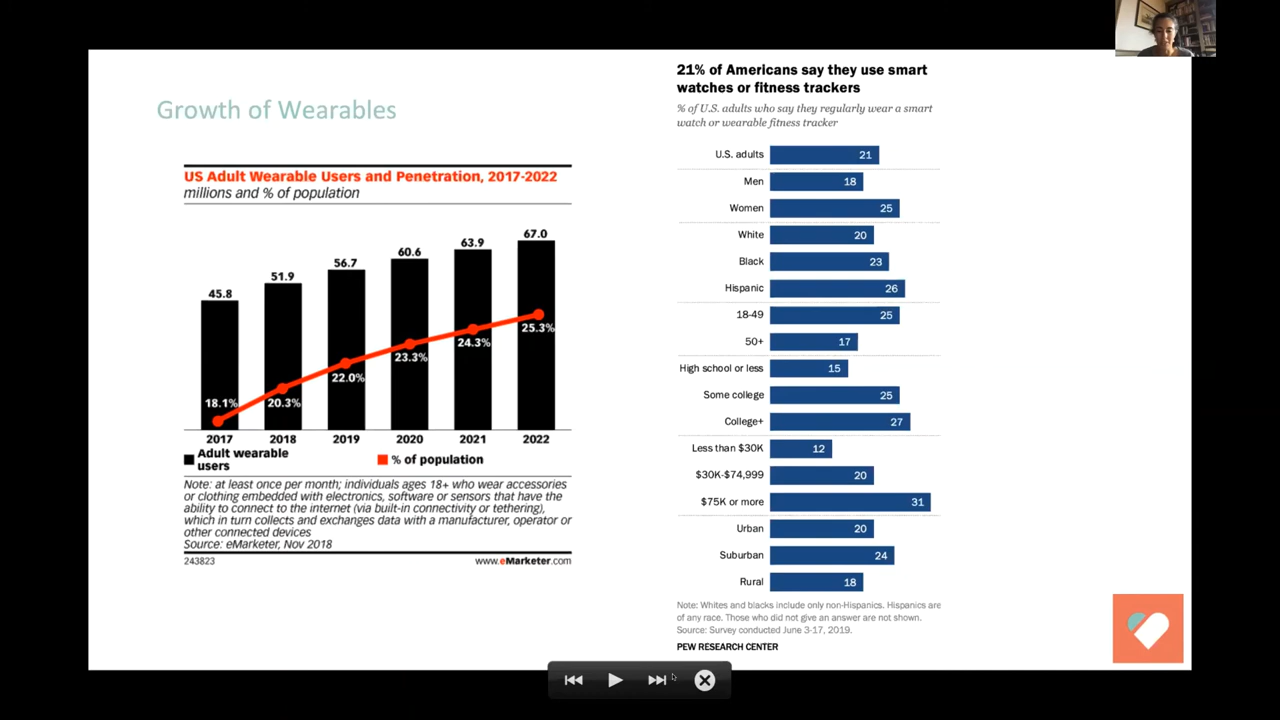 Growth of Wearables
US Adult Wearable Users and Penetration, 2017-2022
millions and % of population
45.8
51.9
56.7
60.6
63.9
67.0
18.1%
20.3%
22.0%
23.3%
24.3%
25.3%
2017
2018
2019
2020
2021
2022
Adult wearable
users
% of population
Note: at least once per month; individuals ages 18+ who wear accessories
or clothing embedded with electronics, software or sensors that have the
ability to connect to the internet (via built-in connectivity or tethering),
which in turn collects and exchanges data with a manufacturer, operator or
other connected devices
Source: eMarketer, Nov 2018
243823
www.eMarketer.com
21% of Americans say they use smart
watches or fitness trackers
% of U.S. adults who say they regularly wear a smart
watch or wearable fitness tracker
U.S. adults 21
Men 18
Women 25
White 20
Black 23
Hispanic 26
18-49 25
50+ 17
High school or less 15
Some college 25
College+ 27
Less than $30K 12
$30K-$74,999 20
$75K or more 31
Urban 20
Suburban 24
Rural 18
Note: Whites and blacks include only non-Hispanics. Hispanics are
of any race. Those who did not give an answer are not shown.
Source: Survey conducted June 3-17, 2019.
PEW RESEARCH CENTER